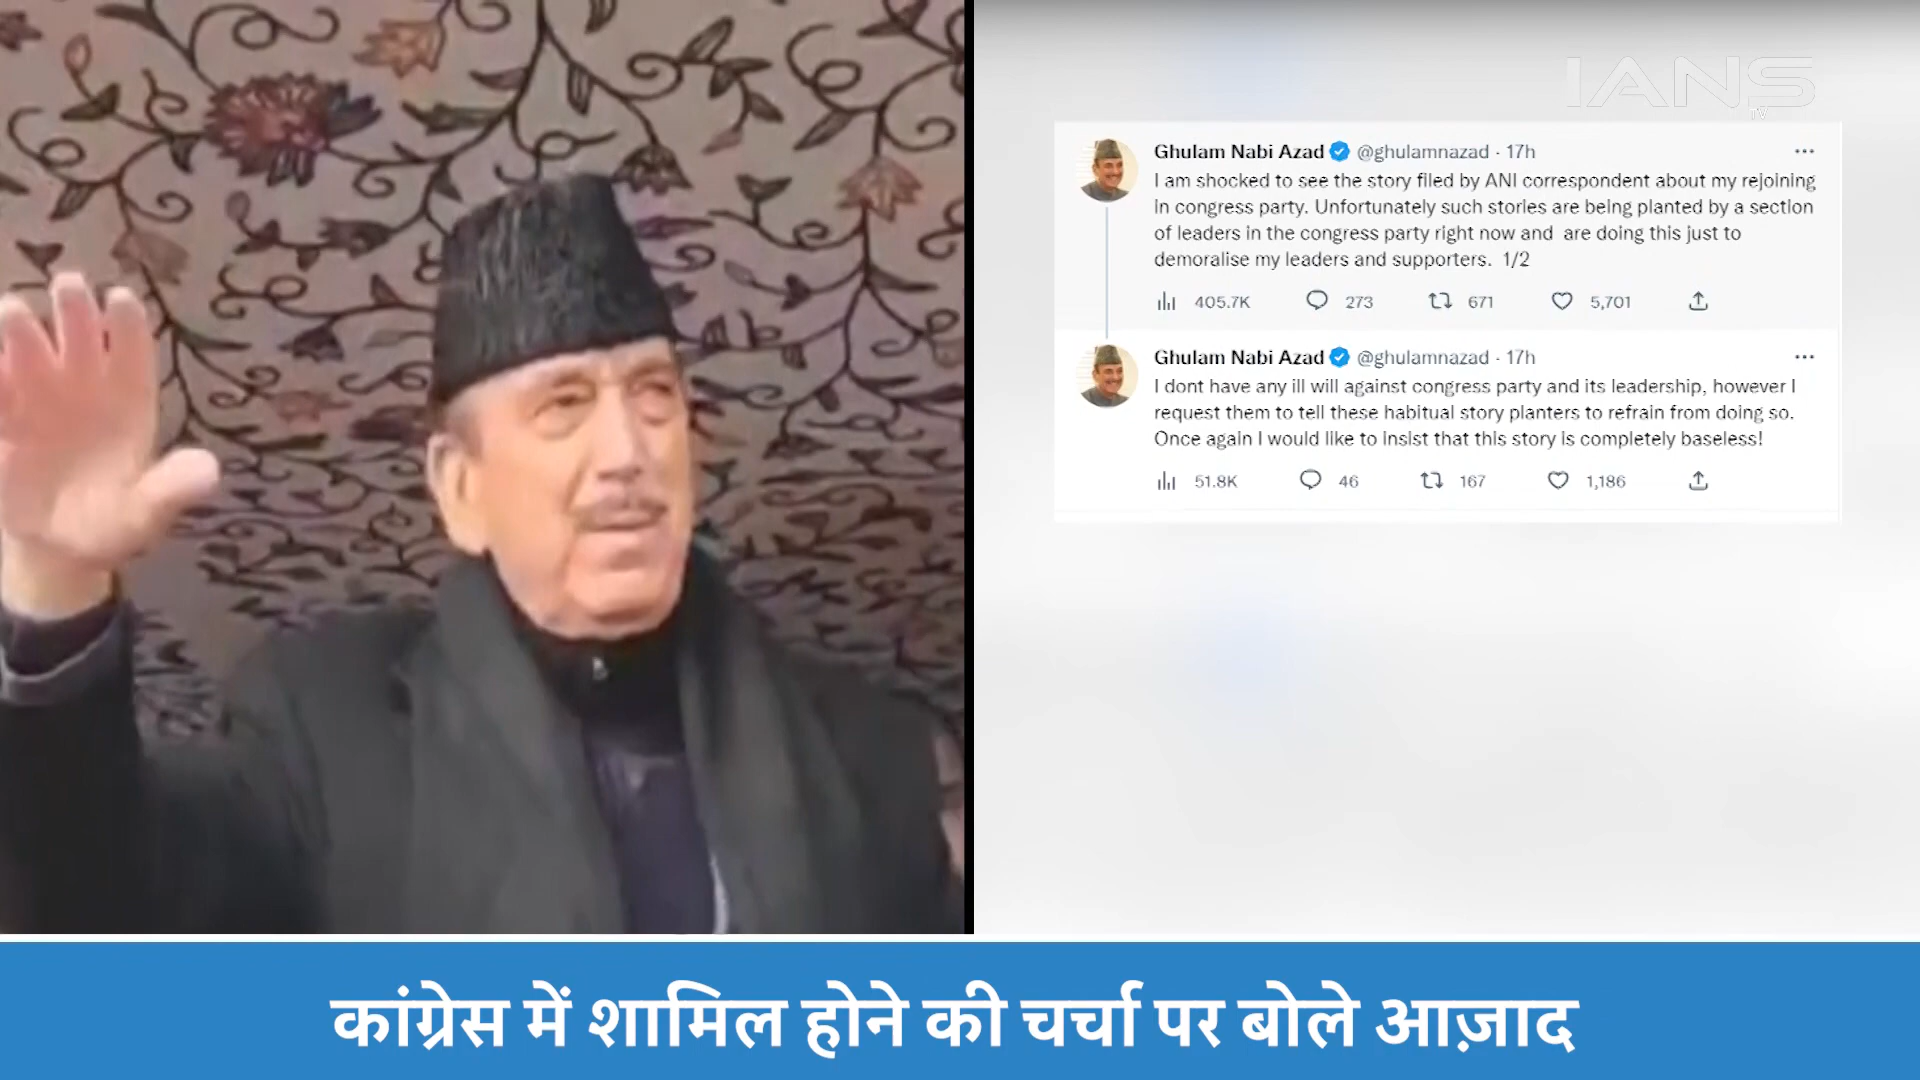 IANS
TV
Ghulam Nabi Azad @ghulamnazad · 17h
I am shocked to see the story filed by ANI correspondent about my rejoining
in congress party. Unfortunately such stories are being planted by a section
of leaders in the congress party right now and are doing this just to
demoralise my leaders and supporters. 1/2
405.7K 273 671 5,701
Ghulam Nabi Azad @ghulamnazad · 17h
I dont have any ill will against congress party and its leadership, however I
request them to tell these habitual story planters to refrain from doing so.
Once again I would like to insist that this story is completely baseless!
51.8K 46 167 1,186
कांग्रेस में शामिल होने की चर्चा पर बोले आज़ाद